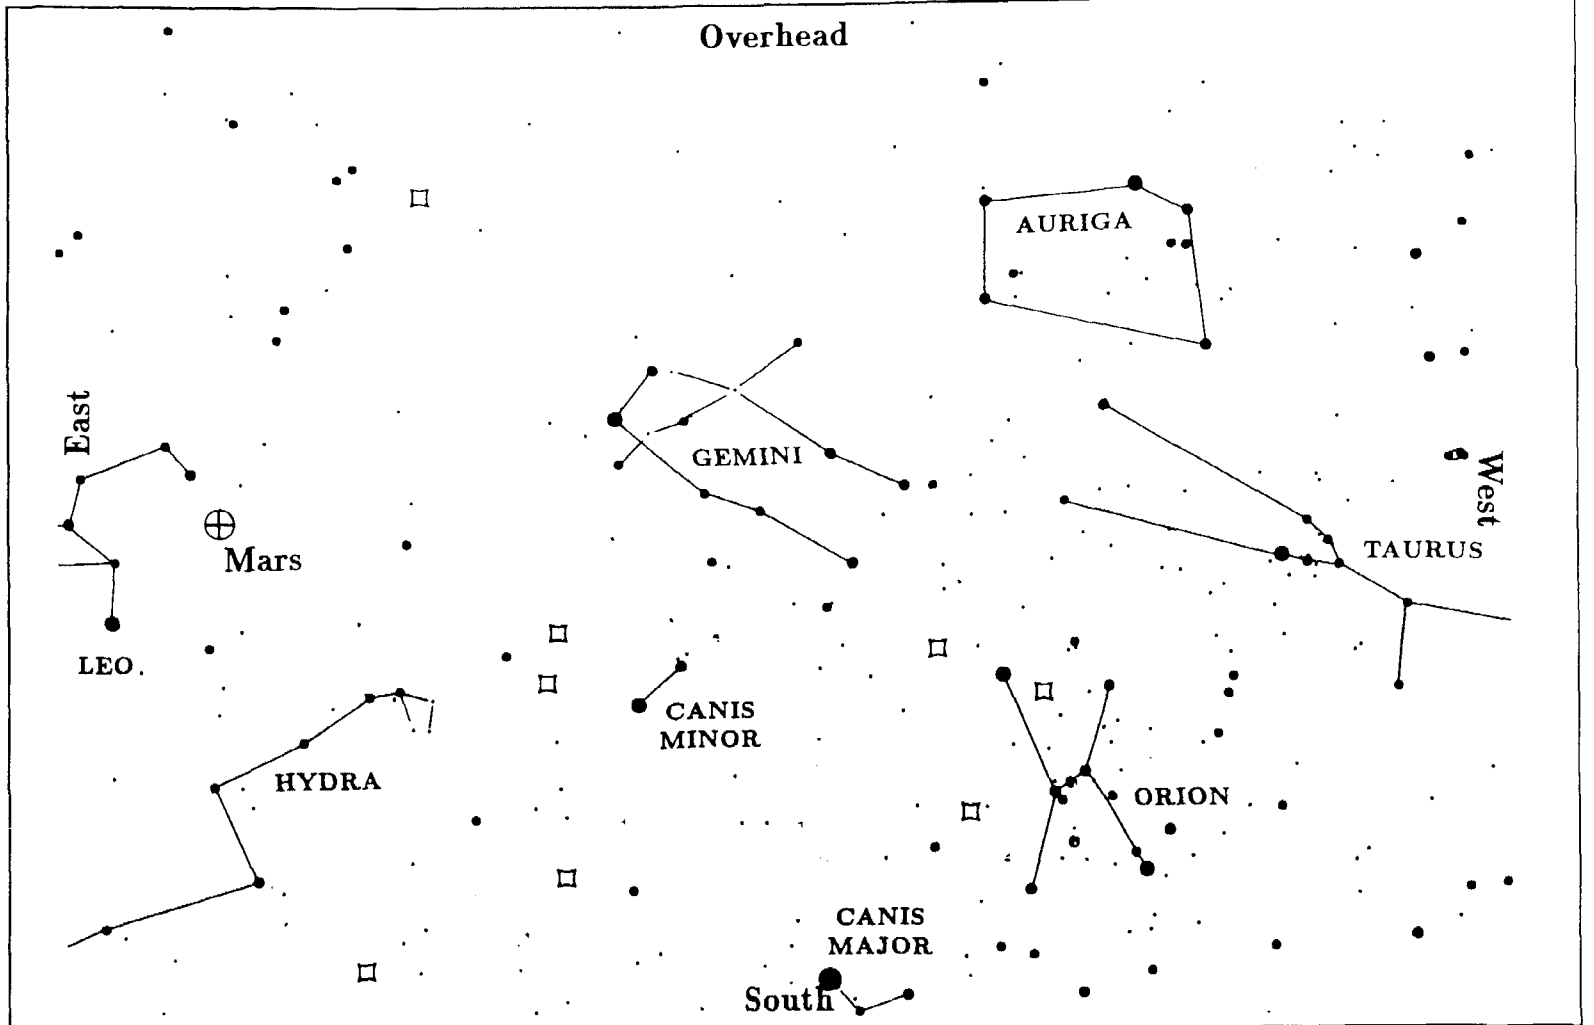 Overhead
AURIGA
East
GEMINI
West
Mars
TAURUS
LEO
CANIS
MINOR
HYDRA
ORION
CANIS
MAJOR
South